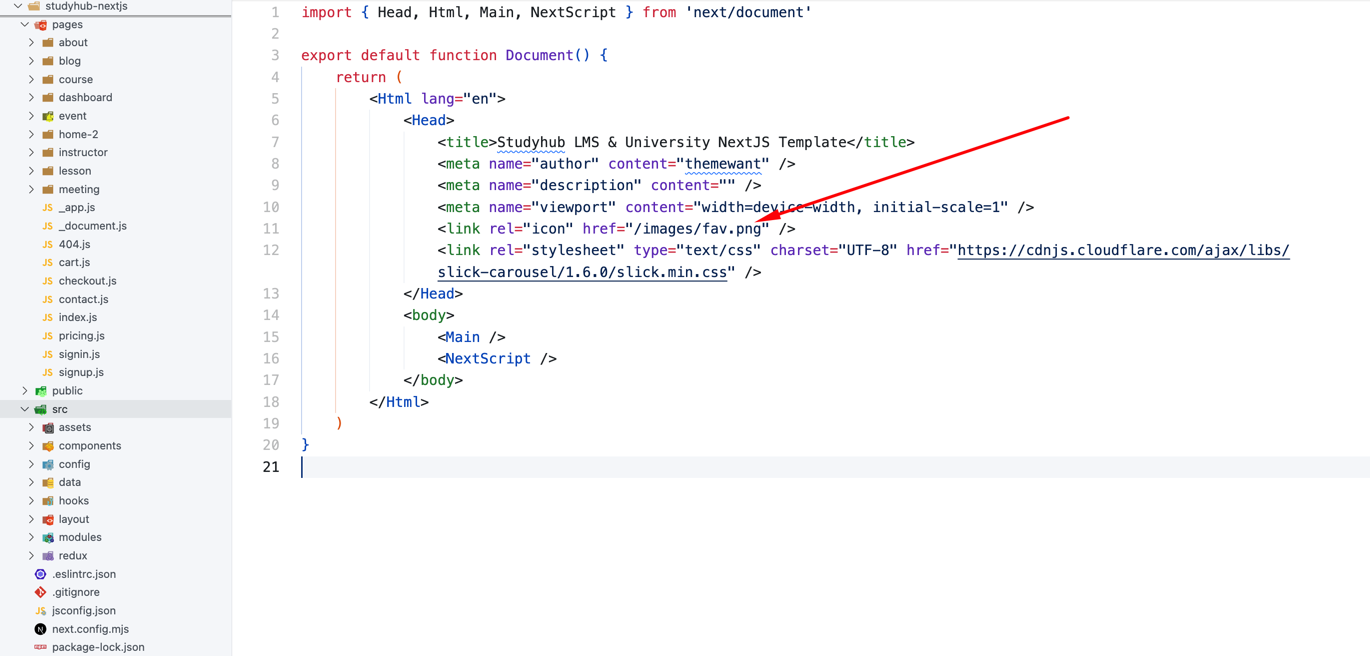 studyhub-nextjs
pages
about
blog
course
dashboard
event
home-2
instructor
lesson
meeting
JS _app.js
JS _document.js
JS 404.js
JS cart.js
JS checkout.js
JS contact.js
JS index.js
JS pricing.js
JS signin.js
JS signup.js
public
src
assets
components
config
data
hooks
layout
modules
redux
.eslintrc.json
.gitignore
JS jsconfig.json
N next.config.mjs
npm package-lock.json
1 import { Head, Html, Main, NextScript } from 'next/document'
2
3 export default function Document() {
4 return (
5 <Html lang="en">
6 <Head>
7 <title>Studyhub LMS & University NextJS Template</title>
8 <meta name="author" content="themewant" />
9 <meta name="description" content="" />
10 <meta name="viewport" content="width=device-width, initial-scale=1" />
11 <link rel="icon" href="/images/fav.png" />
12 <link rel="stylesheet" type="text/css" charset="UTF-8" href="https://cdnjs.cloudflare.com/ajax/libs/
slick-carousel/1.6.0/slick.min.css" />
13 </Head>
14 <body>
15 <Main />
16 <NextScript />
17 </body>
18 </Html>
19 )
20 }
21